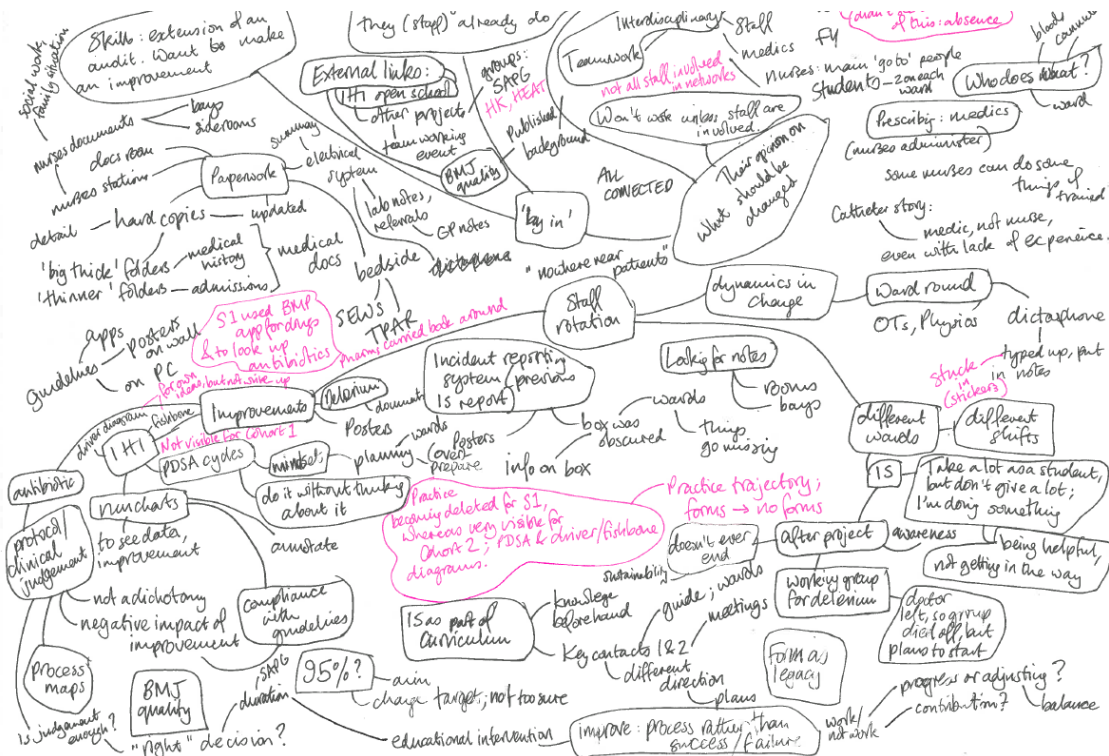 Skills: extension of an
audit. Want to make
an improvement
social work
family situation
they (staff) already do
External links:
IHI open school
other project
team working
event
groups:
SAPG
HK, HEAT
Published
background
BMJ
quality
'buy in'
Interdisciplinary
Teamwork
Staff
medics
not all staff involved
in networks
Won't work unless staff are
involved.
Their opinion on
what should be
changed
ALL
CONNECTED
"nowhere near
patients"
FY
of this: absence
nurses: main 'go to' people
students – 2 on each
ward
bloods
Who does what?
ward
Prescribing: medics
(nurses administer)
some nurses can do some
things if
trained
Catheter story:
medic, not nurse,
even with lack of experience.
nurses documents
bays
siderooms
docs room
nurses stations
Paperwork
summary
electrical
system
lab notes,
referrals
GP notes
detail
hard copies
updated
'big thick' folders
medical
history
'thinner' folders
admissions
medical
docs
bedside
SEWS
TPAR
guidelines
apps
posters
on wall
on PC
S1 used BMP
app for drugs
& to look up
antibiotics
pharm; carried book around
for own
ideas, but not write up
Staff
rotation
dynamics in
change
Ward round
OTs, Physics
dictaphone
typed up, put
in notes
stuck
in
(stickers)
different
wards
different
shifts
Looking for notes
rooms
bays
Incident reporting
system previous
IS report
box was
obscured
wards
things
go missing
info on box
Posters
Improvements
Delerium
document
Posters
driver diagram
fishbone
IHI
Not visible for Cohort 1
PDSA cycles
mindset
planning
wards
over
prepare
do it without thinking
about it
antibiotic
protocol/
clinical
judgement
runcharts
to see data,
improvement
annotate
not a dichotomy
negative impact of
improvement
compliance
with
guidelines
Process
maps
is judgement
enough?
"right" decision?
BMJ
quality
SAPG
duration
95%?
aim
change target; not too sure
educational intervention
improve: process rather than
success/failure
Practice
becoming deleted for S1,
whereas very visible for
Cohort 2; PDSA & driver/fishbone
diagrams.
Practice trajectory;
forms → no forms
IS
Take a lot as a student,
but don't give a lot;
I'm doing something
being helpful,
not getting in the way
after project
awareness
doesn't ever
end
sustainability
working group
for delerium
doctor
left, so group
died off, but
plans to start
IS as part of
Curriculum
knowlege
beforehand
Key contacts 1 & 2
guide; wards
meetings
different
direction
plans
Form as
legacy
work/
not work
progress or adjusting?
contribution?
balance